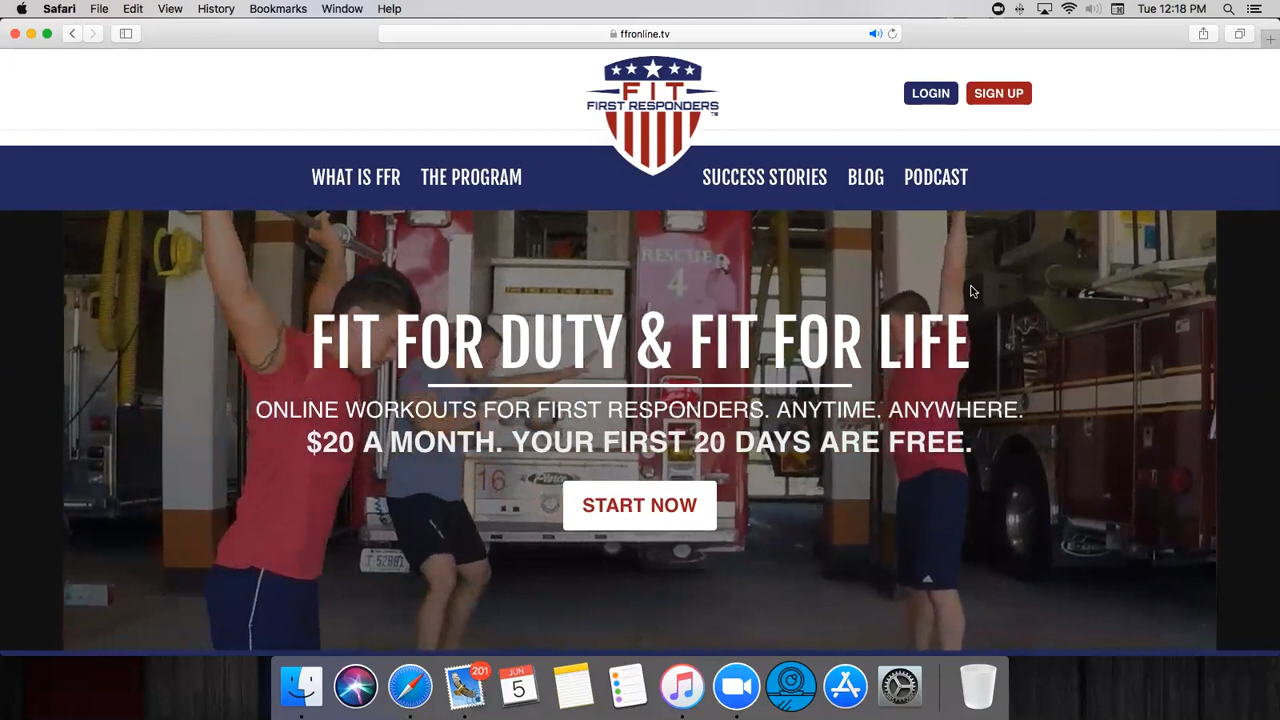 Safari File Edit View History Bookmarks Window Help Tue 12:18 PM
ffronline.tv
FIT
FIRST RESPONDERS
TM
LOGIN SIGN UP
WHAT IS FFR THE PROGRAM SUCCESS STORIES BLOG PODCAST
RESCUE
4
FIT FOR DUTY & FIT FOR LIFE
ONLINE WORKOUTS FOR FIRST RESPONDERS. ANYTIME. ANYWHERE.
$20 A MONTH. YOUR FIRST 20 DAYS ARE FREE.
16 Pierce
START NOW
201
JUN
5